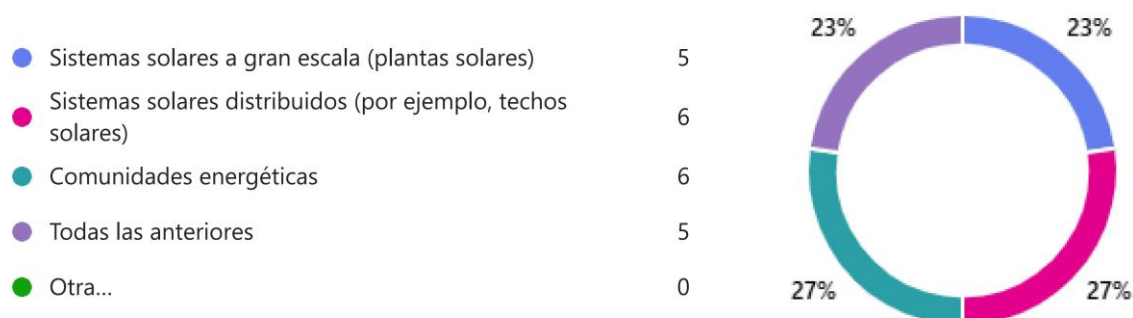 23%
23%
Sistemas solares a gran escala (plantas solares) 5
Sistemas solares distribuidos (por ejemplo, techos
solares) 6
Comunidades energéticas 6
Todas las anteriores 5
Otra... 0
27%
27%